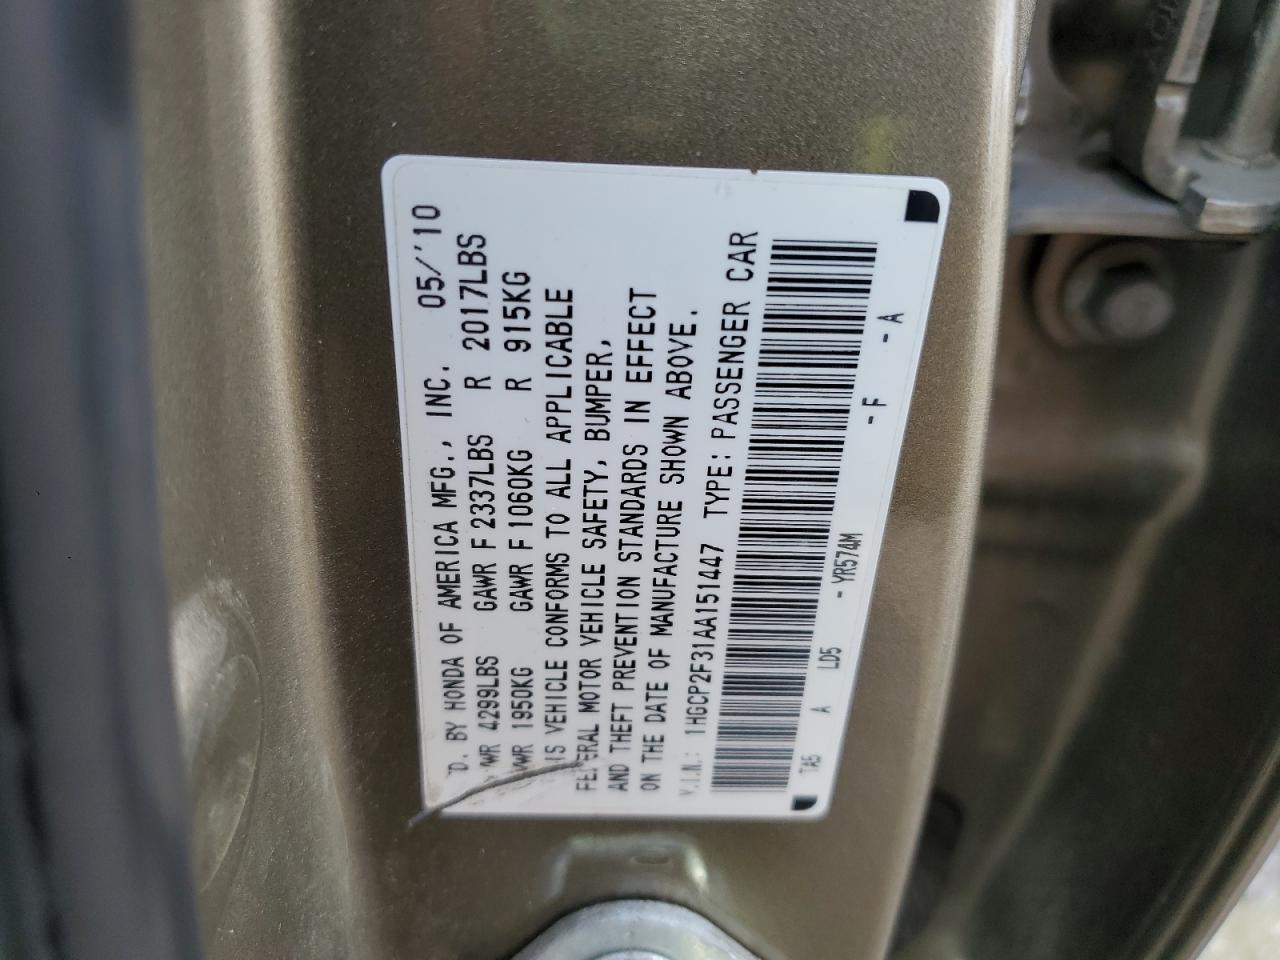 D. BY HONDA OF AMERICA MFG., INC. 05/'10
WR 4299LBS GAWR F 2337LBS R 2017LBS
VWR 1950KG GAWR F 1060KG R 915KG
IS VEHICLE CONFORMS TO ALL APPLICABLE
FEDERAL MOTOR VEHICLE SAFETY, BUMPER,
AND THEFT PREVENTION STANDARDS IN EFFECT
ON THE DATE OF MANUFACTURE SHOWN ABOVE.
V.I.N.: 1HGCP2F31AA151447 TYPE: PASSENGER CAR
TA5 A LD5 - YR574M - F - A